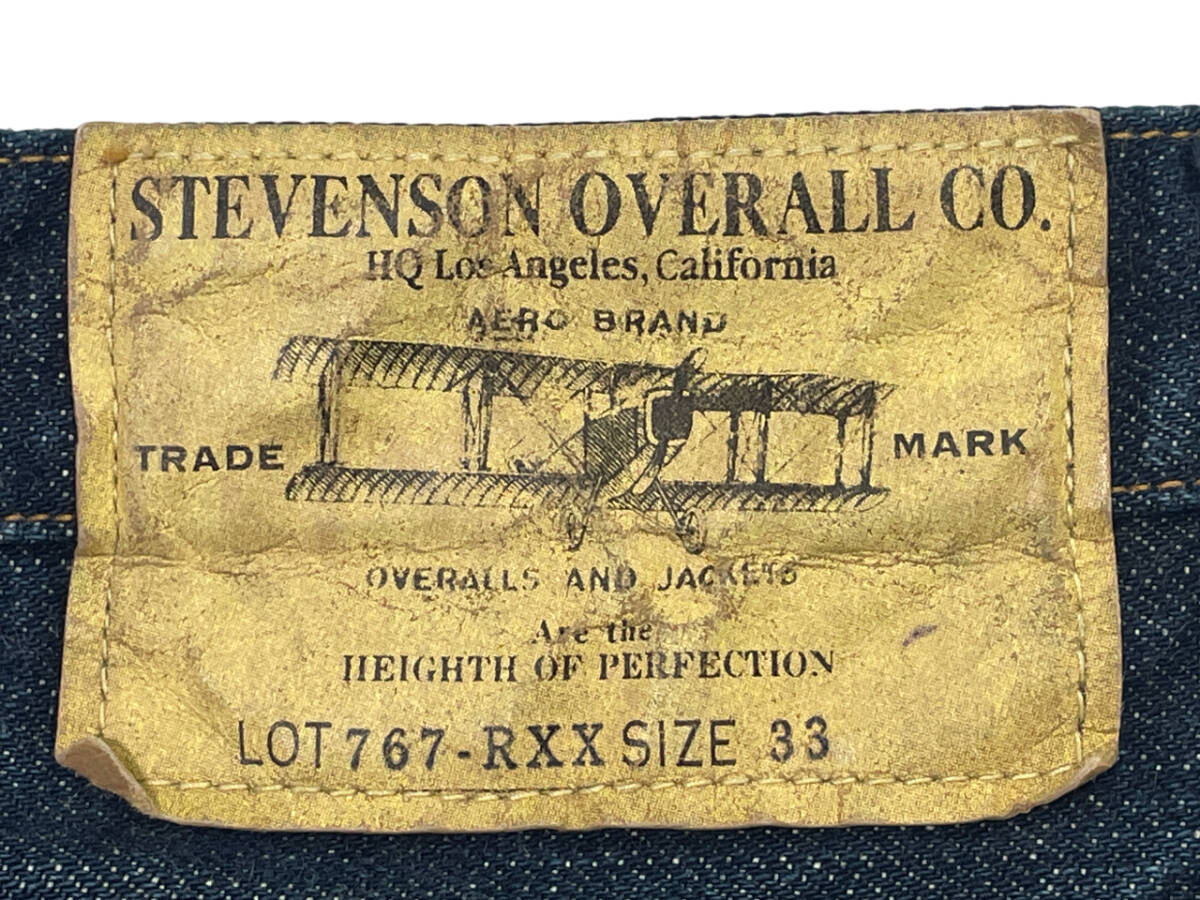 STEVENSON OVERALL CO.
HQ Los Angeles, California
AERO BRAND
TRADE MARK
OVERALLS AND JACKETS
Are the
HEIGHTH OF PERFECTION
LOT 767-RXX SIZE 33